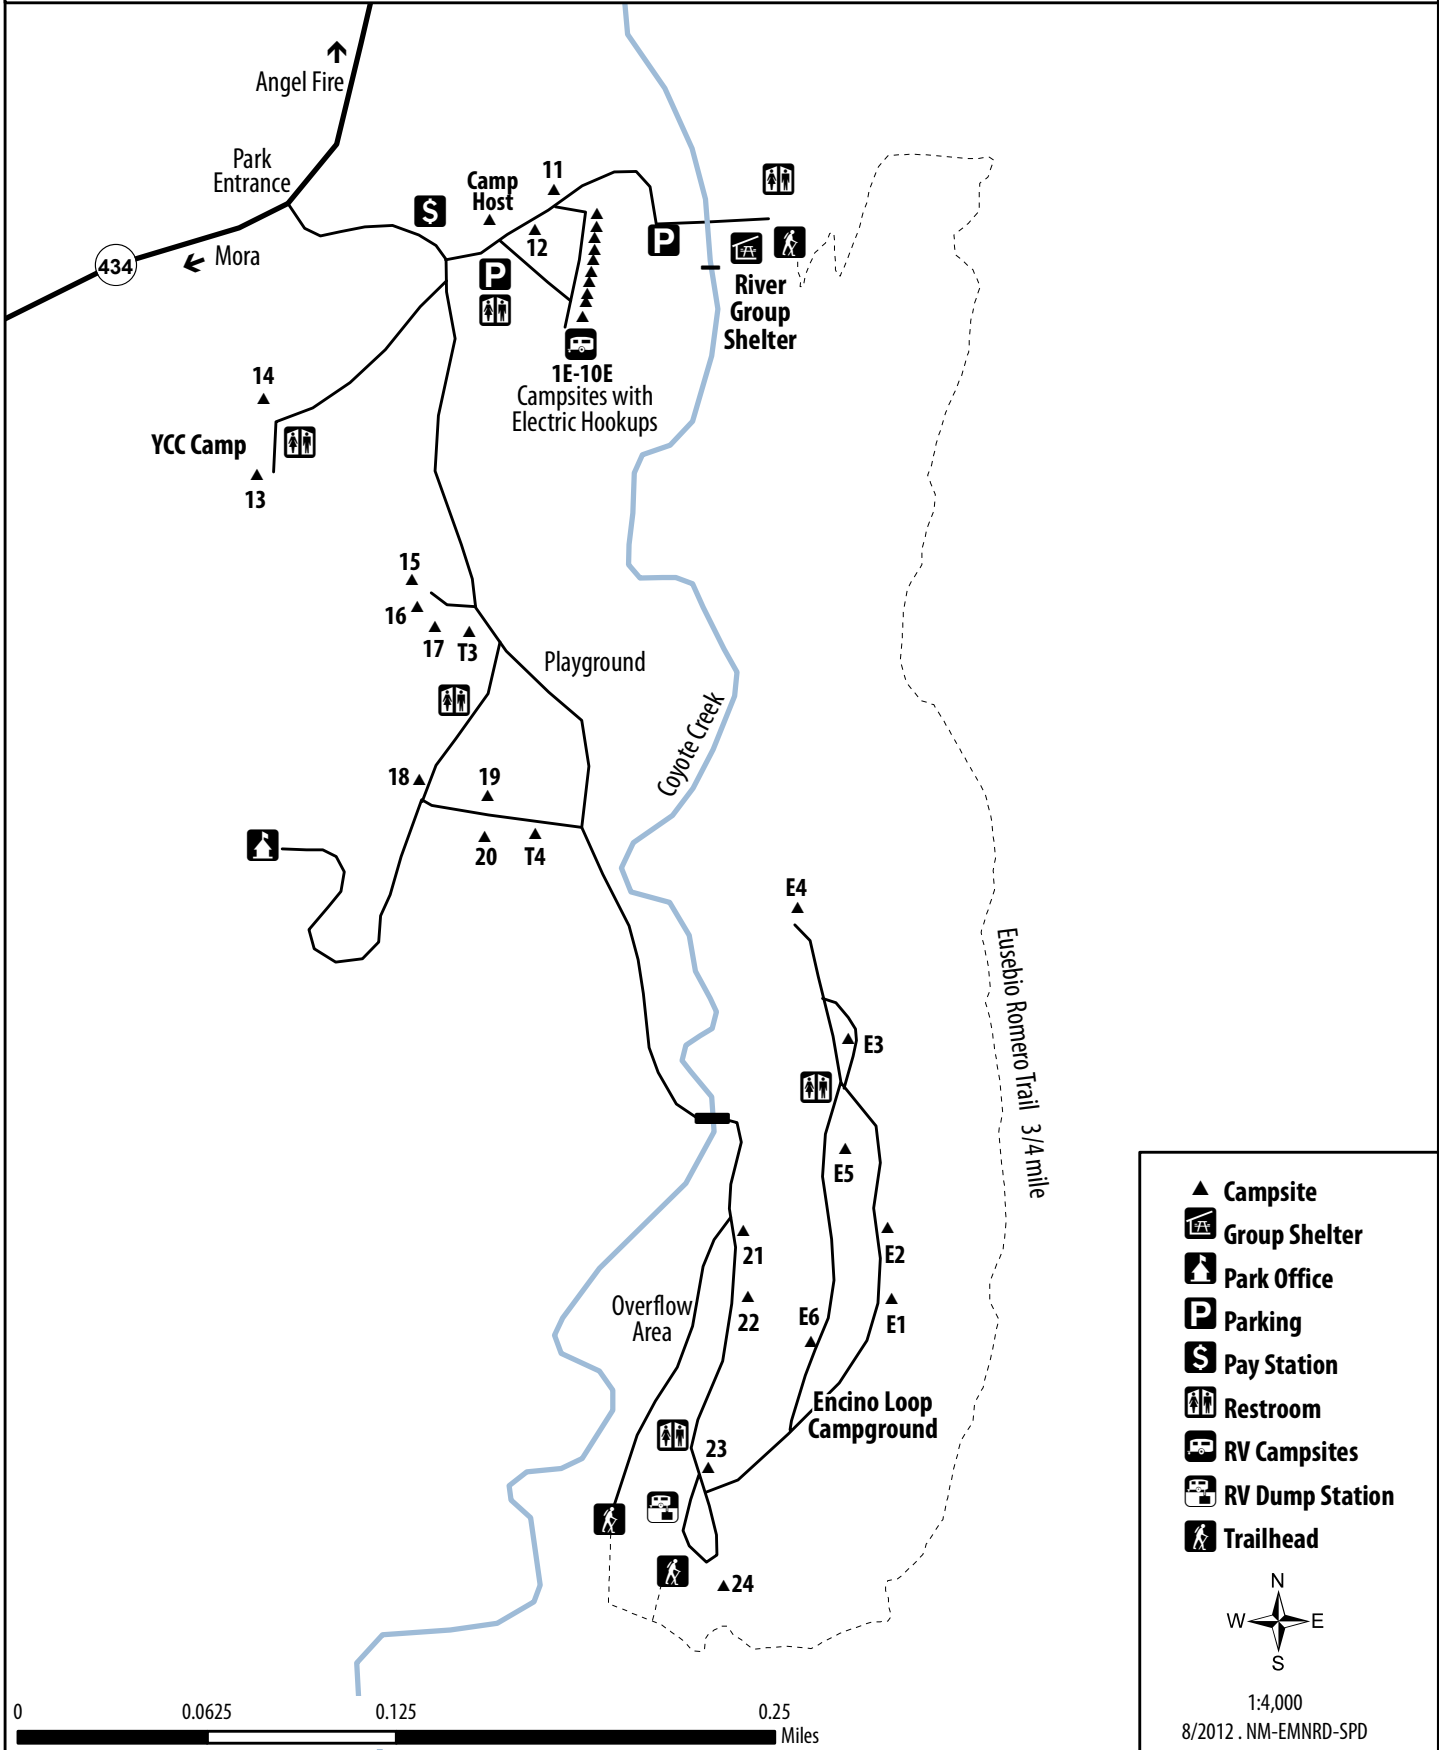 Angel Fire
Park
Entrance
434
Mora
$
Camp
Host
11
12
P
P
River
Group
Shelter
1E-10E
Campsites with
Electric Hookups
14
YCC Camp
13
15
16
17
T3
Playground
Coyote Creek
18
19
20
T4
E4
E3
Eusebio Romero Trail 3/4 mile
E5
E2
E1
E6
21
22
Overflow
Area
Encino Loop
Campground
23
24
Campsite
Group Shelter
Park Office
P Parking
$ Pay Station
Restroom
RV Campsites
RV Dump Station
Trailhead
N
W E
S
1:4,000
8/2012 . NM-EMNRD-SPD
0 0.0625 0.125 0.25
Miles